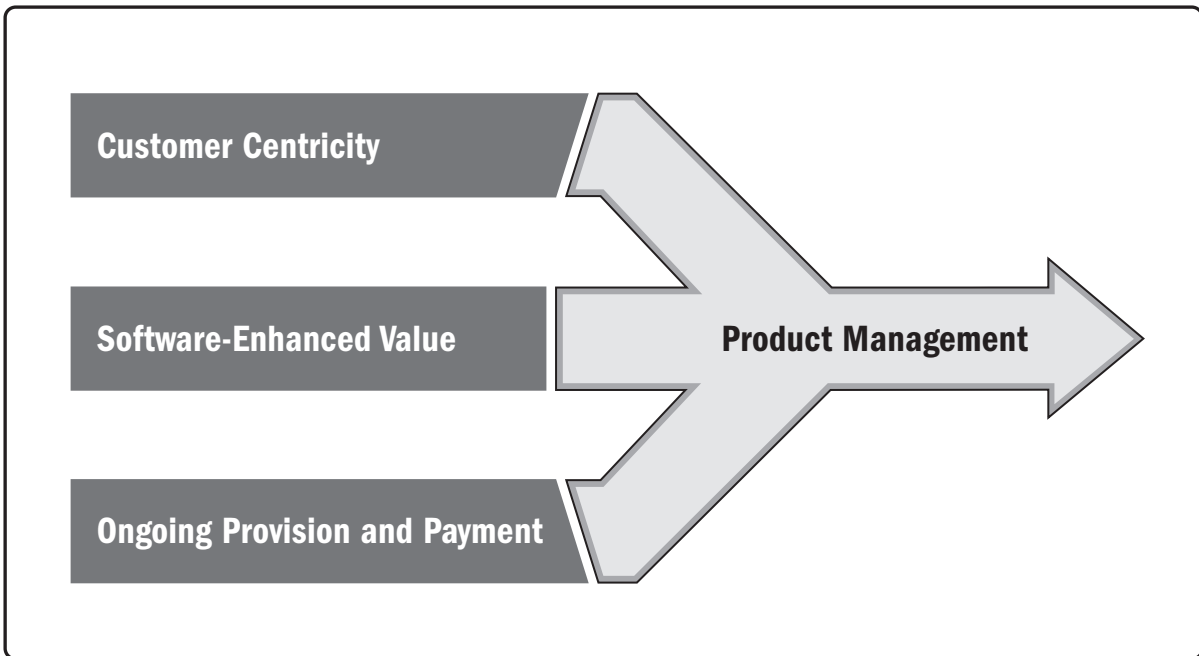 Customer Centricity
Software-Enhanced Value
Product Management
Ongoing Provision and Payment